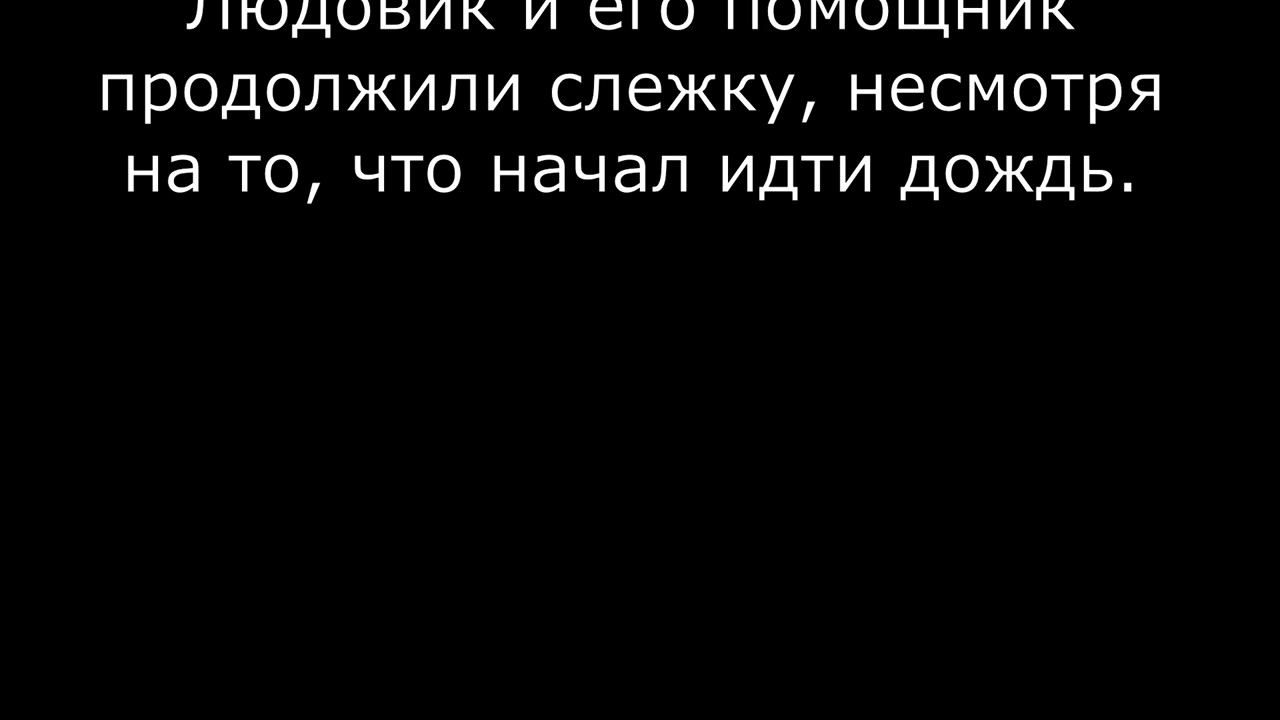 Людовик и его помощник
продолжили слежку, несмотря
на то, что начал идти дождь.